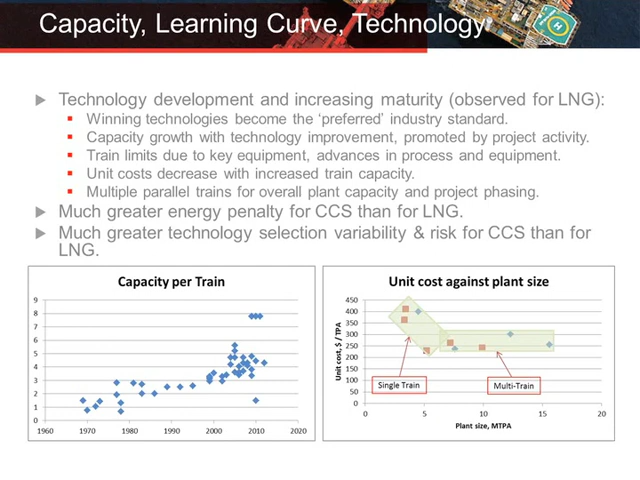 Capacity, Learning Curve, Technology
H
Technology development and increasing maturity (observed for LNG):
Winning technologies become the ‘preferred’ industry standard.
Capacity growth with technology improvement, promoted by project activity.
Train limits due to key equipment, advances in process and equipment.
Unit costs decrease with increased train capacity.
Multiple parallel trains for overall plant capacity and project phasing.
Much greater energy penalty for CCS than for LNG.
Much greater technology selection variability & risk for CCS than for
LNG.
Capacity per Train
9
8
7
6
5
4
3
2
1
0
1960 1970 1980 1990 2000 2010 2020
Unit cost against plant size
Unit cost, $ / TPA
450
400
350
300
250
200
150
100
50
0
Single Train
Multi-Train
0 5 10 15 20
Plant size, MTPA